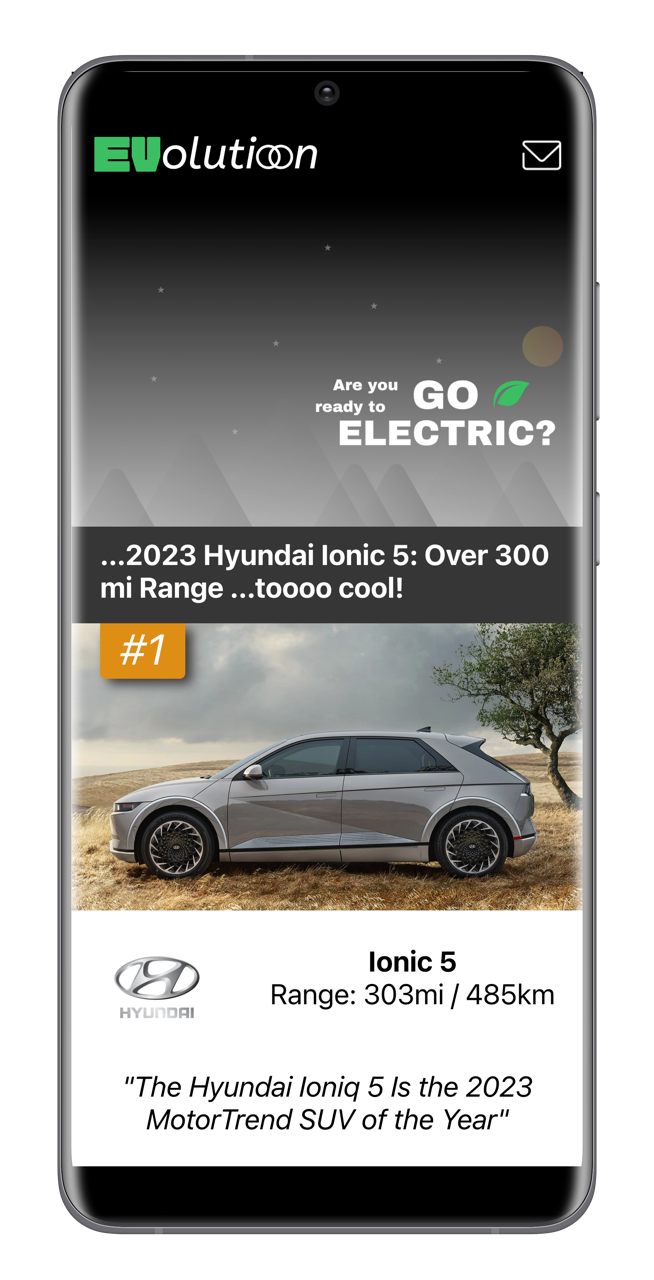 EVolution
Are you
ready to
GO
ELECTRIC?
...2023 Hyundai Ionic 5: Over 300
mi Range ...toooo cool!
#1
HYUNDAI
Ionic 5
Range: 303mi / 485km
"The Hyundai Ioniq 5 Is the 2023
MotorTrend SUV of the Year"